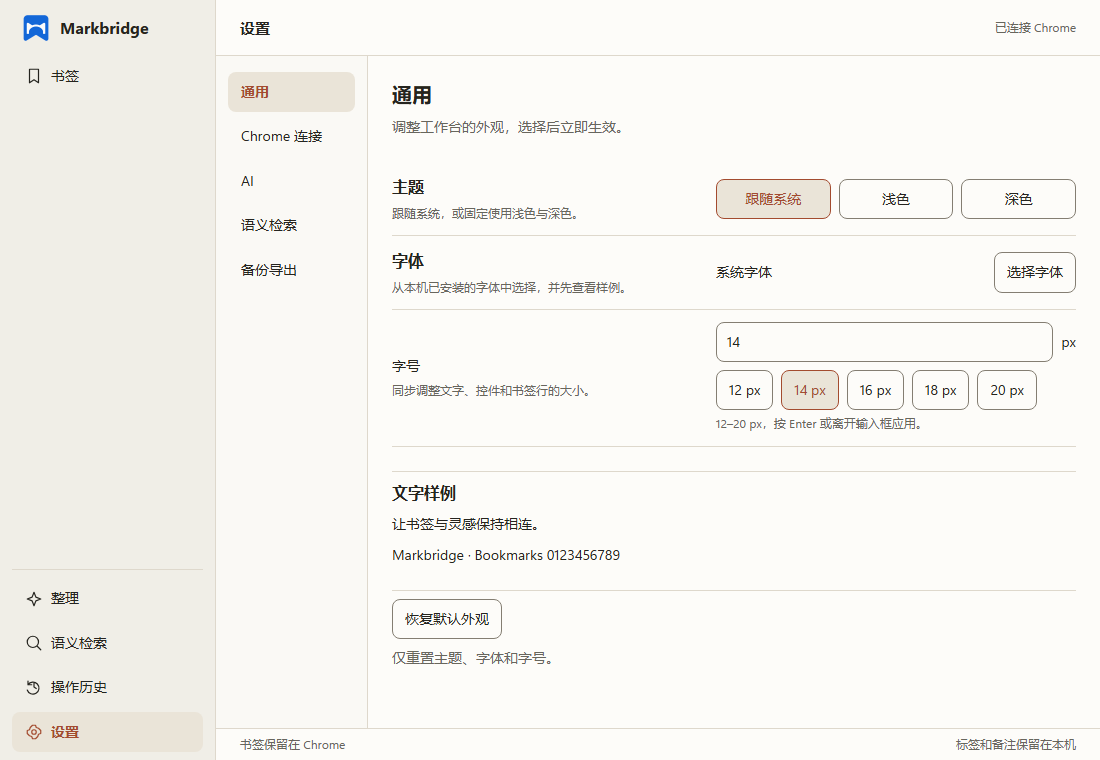 Markbridge
书签
整理
语义检索
操作历史
设置
设置
已连接 Chrome
通用
Chrome 连接
AI
语义检索
备份导出
通用
调整工作台的外观，选择后立即生效。
主题
跟随系统，或固定使用浅色与深色。
跟随系统
浅色
深色
字体
从本机已安装的字体中选择，并先查看样例。
系统字体
选择字体
字号
同步调整文字、控件和书签行的大小。
14
px
12 px
14 px
16 px
18 px
20 px
12–20 px，按 Enter 或离开输入框应用。
文字样例
让书签与灵感保持相连。
Markbridge · Bookmarks 0123456789
恢复默认外观
仅重置主题、字体和字号。
书签保留在 Chrome
标签和备注保留在本机